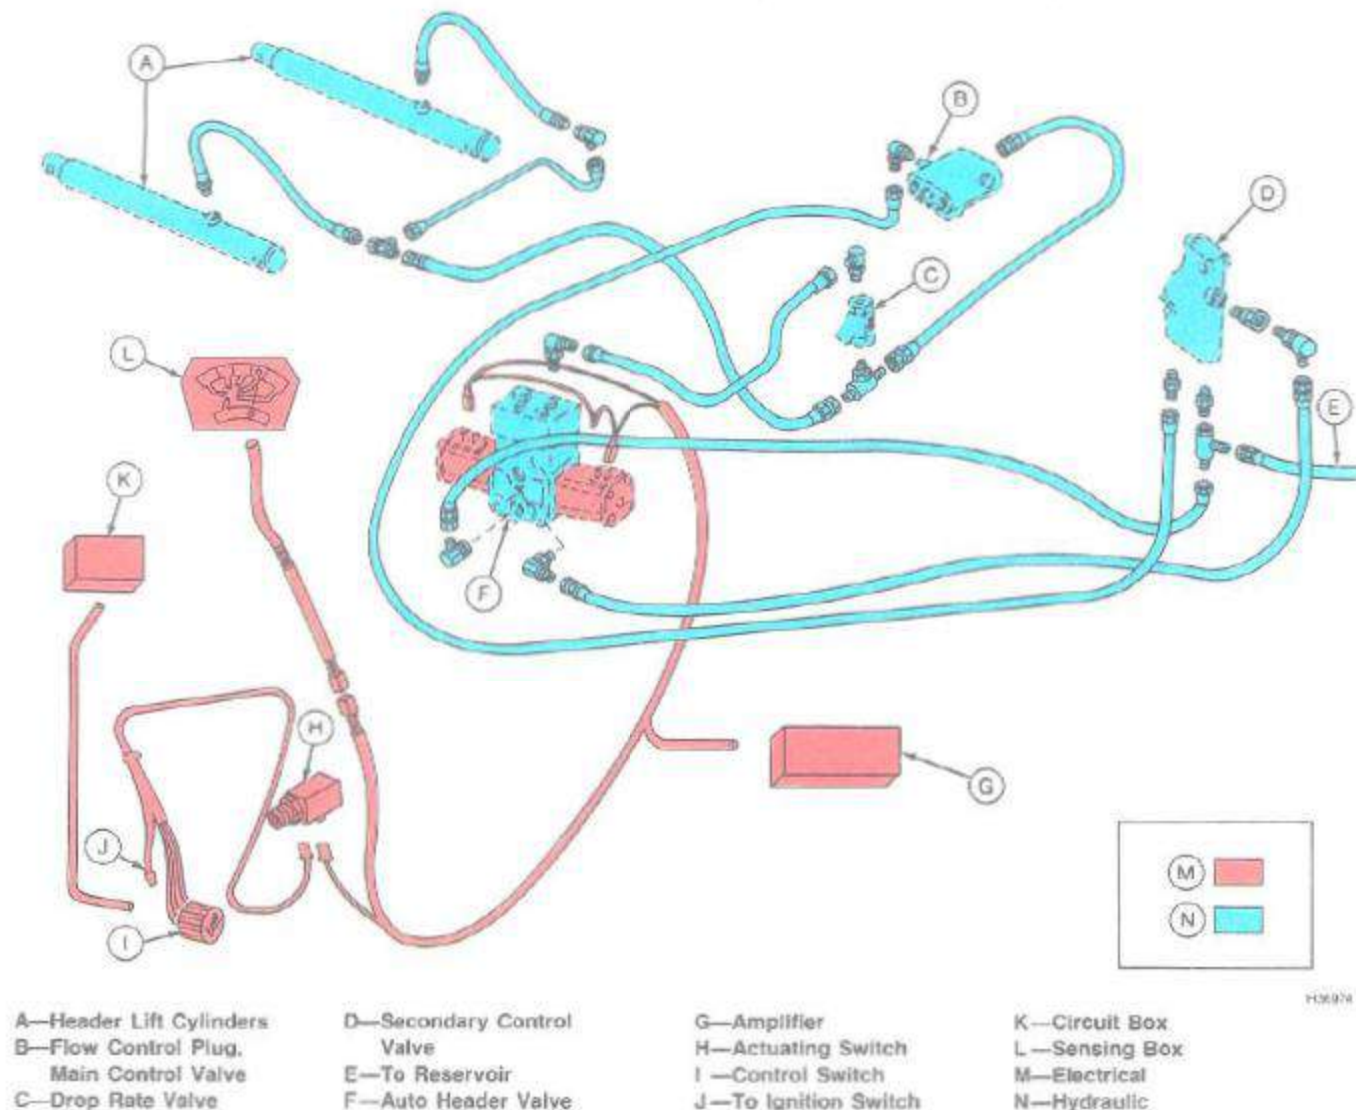 A
B
D
C
L
E
K
F
H
G
J
I
M
N
H36974
A—Header Lift Cylinders
B—Flow Control Plug,
Main Control Valve
C—Drop Rate Valve
D—Secondary Control
Valve
E—To Reservoir
F—Auto Header Valve
G—Amplifier
H—Actuating Switch
I —Control Switch
J—To Ignition Switch
K—Circuit Box
L —Sensing Box
M—Electrical
N—Hydraulic